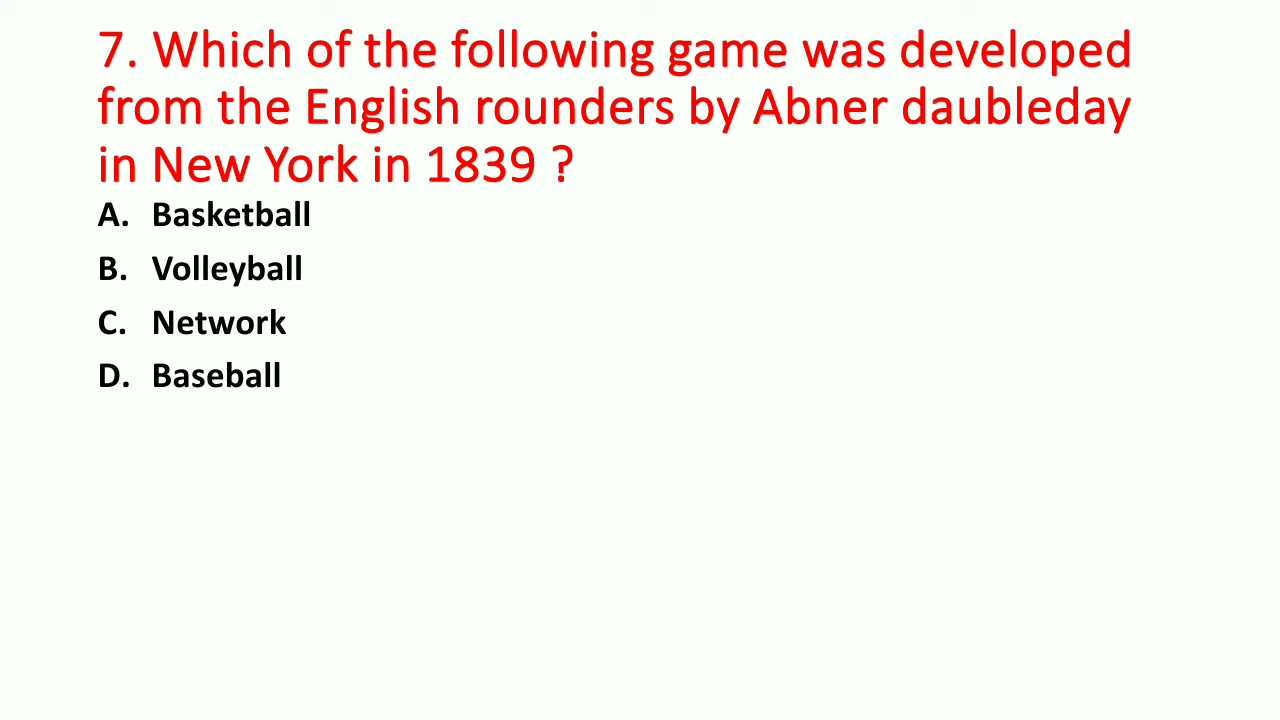 7. Which of the following game was developed
from the English rounders by Abner daubleday
in New York in 1839 ?
A. Basketball
B. Volleyball
C. Network
D. Baseball